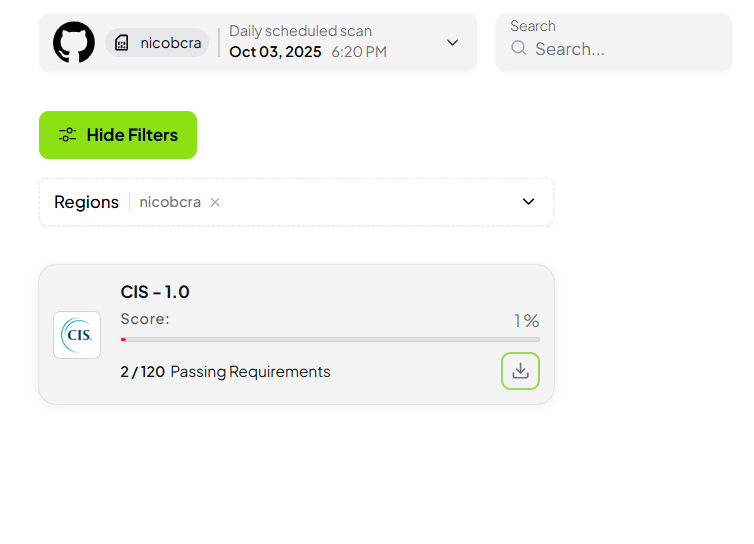 nicobcra
Daily scheduled scan
Oct 03, 2025 6:20 PM
Search
Search...
Hide Filters
Regions nicobcra
CIS - 1.0
CIS.
Score:
1%
2 / 120 Passing Requirements